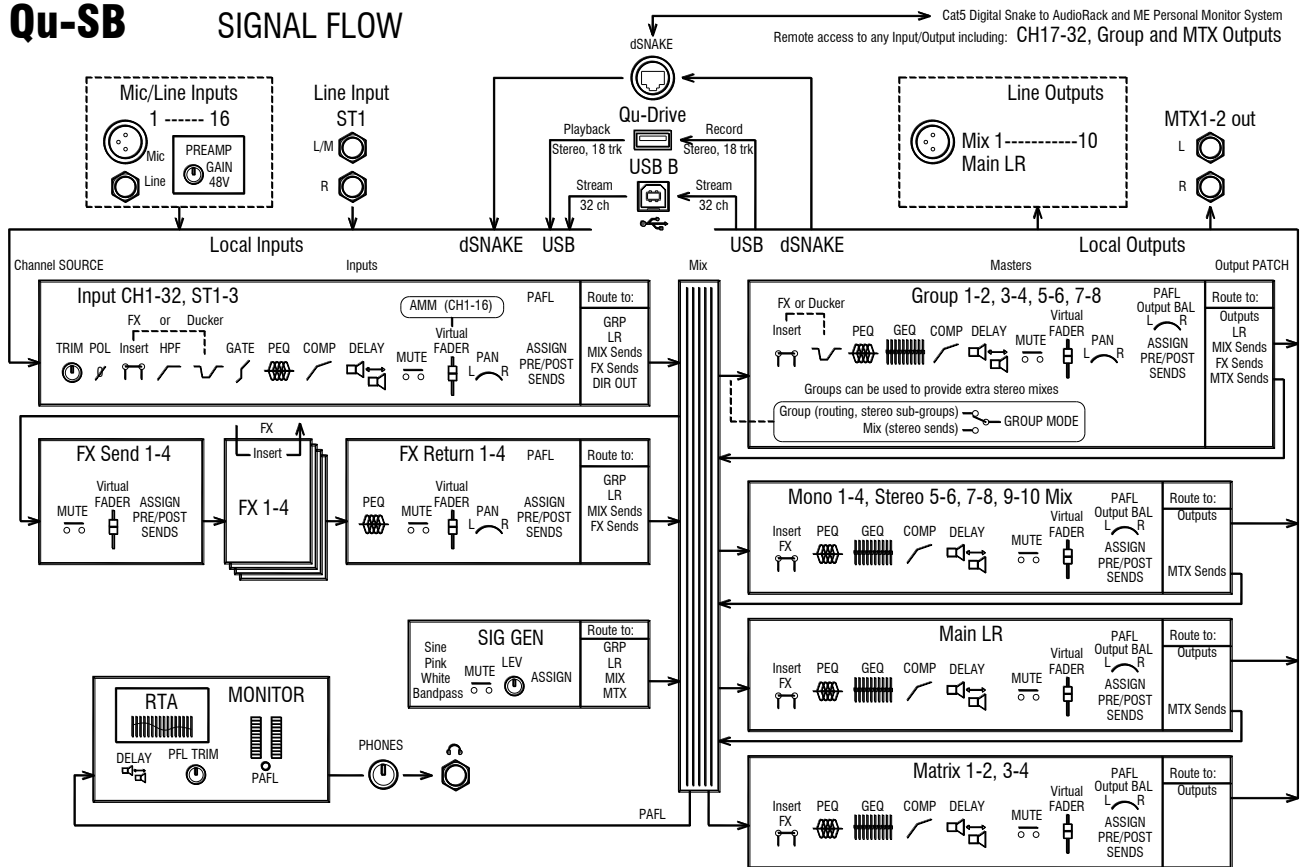 Qu-SB SIGNAL FLOW
Cat5 Digital Snake to AudioRack and ME Personal Monitor System
Remote access to any Input/Output including: CH17-32, Group and MTX Outputs
dSNAKE
Mic/Line Inputs
1 ------ 16
Mic
Line
PREAMP
GAIN
48V
Line Input
ST1
L/M
R
Qu-Drive
Playback
Stereo, 18 trk
Record
Stereo, 18 trk
USB B
Stream
32 ch
Stream
32 ch
Line Outputs
Mix 1-----------10
Main LR
MTX1-2 out
L
R
Local Inputs
dSNAKE USB
USB dSNAKE
Local Outputs
Channel SOURCE
Inputs
Mix
Masters
Output PATCH
Input CH1-32, ST1-3
AMM (CH1-16)
PAFL
Route to:
FX or Ducker
TRIM POL Insert HPF GATE PEQ COMP DELAY MUTE
Virtual
FADER
L PAN R
ASSIGN
PRE/POST
SENDS
GRP
LR
MIX Sends
FX Sends
DIR OUT
Group 1-2, 3-4, 5-6, 7-8
FX or Ducker
Insert PEQ GEQ COMP DELAY MUTE
Virtual
FADER
L PAN R
PAFL
Output BAL
L R
ASSIGN
PRE/POST
SENDS
Route to:
Outputs
LR
MIX Sends
FX Sends
MTX Sends
Groups can be used to provide extra stereo mixes
Group (routing, stereo sub-groups)
Mix (stereo sends)
GROUP MODE
FX Send 1-4
MUTE
Virtual
FADER
ASSIGN
PRE/POST
SENDS
FX
Insert
FX 1-4
FX Return 1-4
PAFL
PEQ
MUTE
Virtual
FADER
L PAN R
ASSIGN
PRE/POST
SENDS
Route to:
GRP
LR
MIX Sends
FX Sends
Mono 1-4, Stereo 5-6, 7-8, 9-10 Mix
Insert
FX
PEQ GEQ COMP DELAY
MUTE
Virtual
FADER
PAFL
Output BAL
L R
ASSIGN
PRE/POST
SENDS
Route to:
Outputs
MTX Sends
SIG GEN
Sine
Pink
White
Bandpass
MUTE
LEV
ASSIGN
Route to:
GRP
LR
MIX
MTX
Main LR
Insert
FX
PEQ GEQ COMP DELAY
MUTE
Virtual
FADER
PAFL
Output BAL
L R
ASSIGN
PRE/POST
SENDS
Route to:
Outputs
MTX Sends
RTA
MONITOR
DELAY
PFL TRIM
PAFL
PHONES
PAFL
Matrix 1-2, 3-4
Insert
FX
PEQ GEQ COMP DELAY
MUTE
Virtual
FADER
PAFL
Output BAL
L R
ASSIGN
PRE/POST
SENDS
Route to:
Outputs